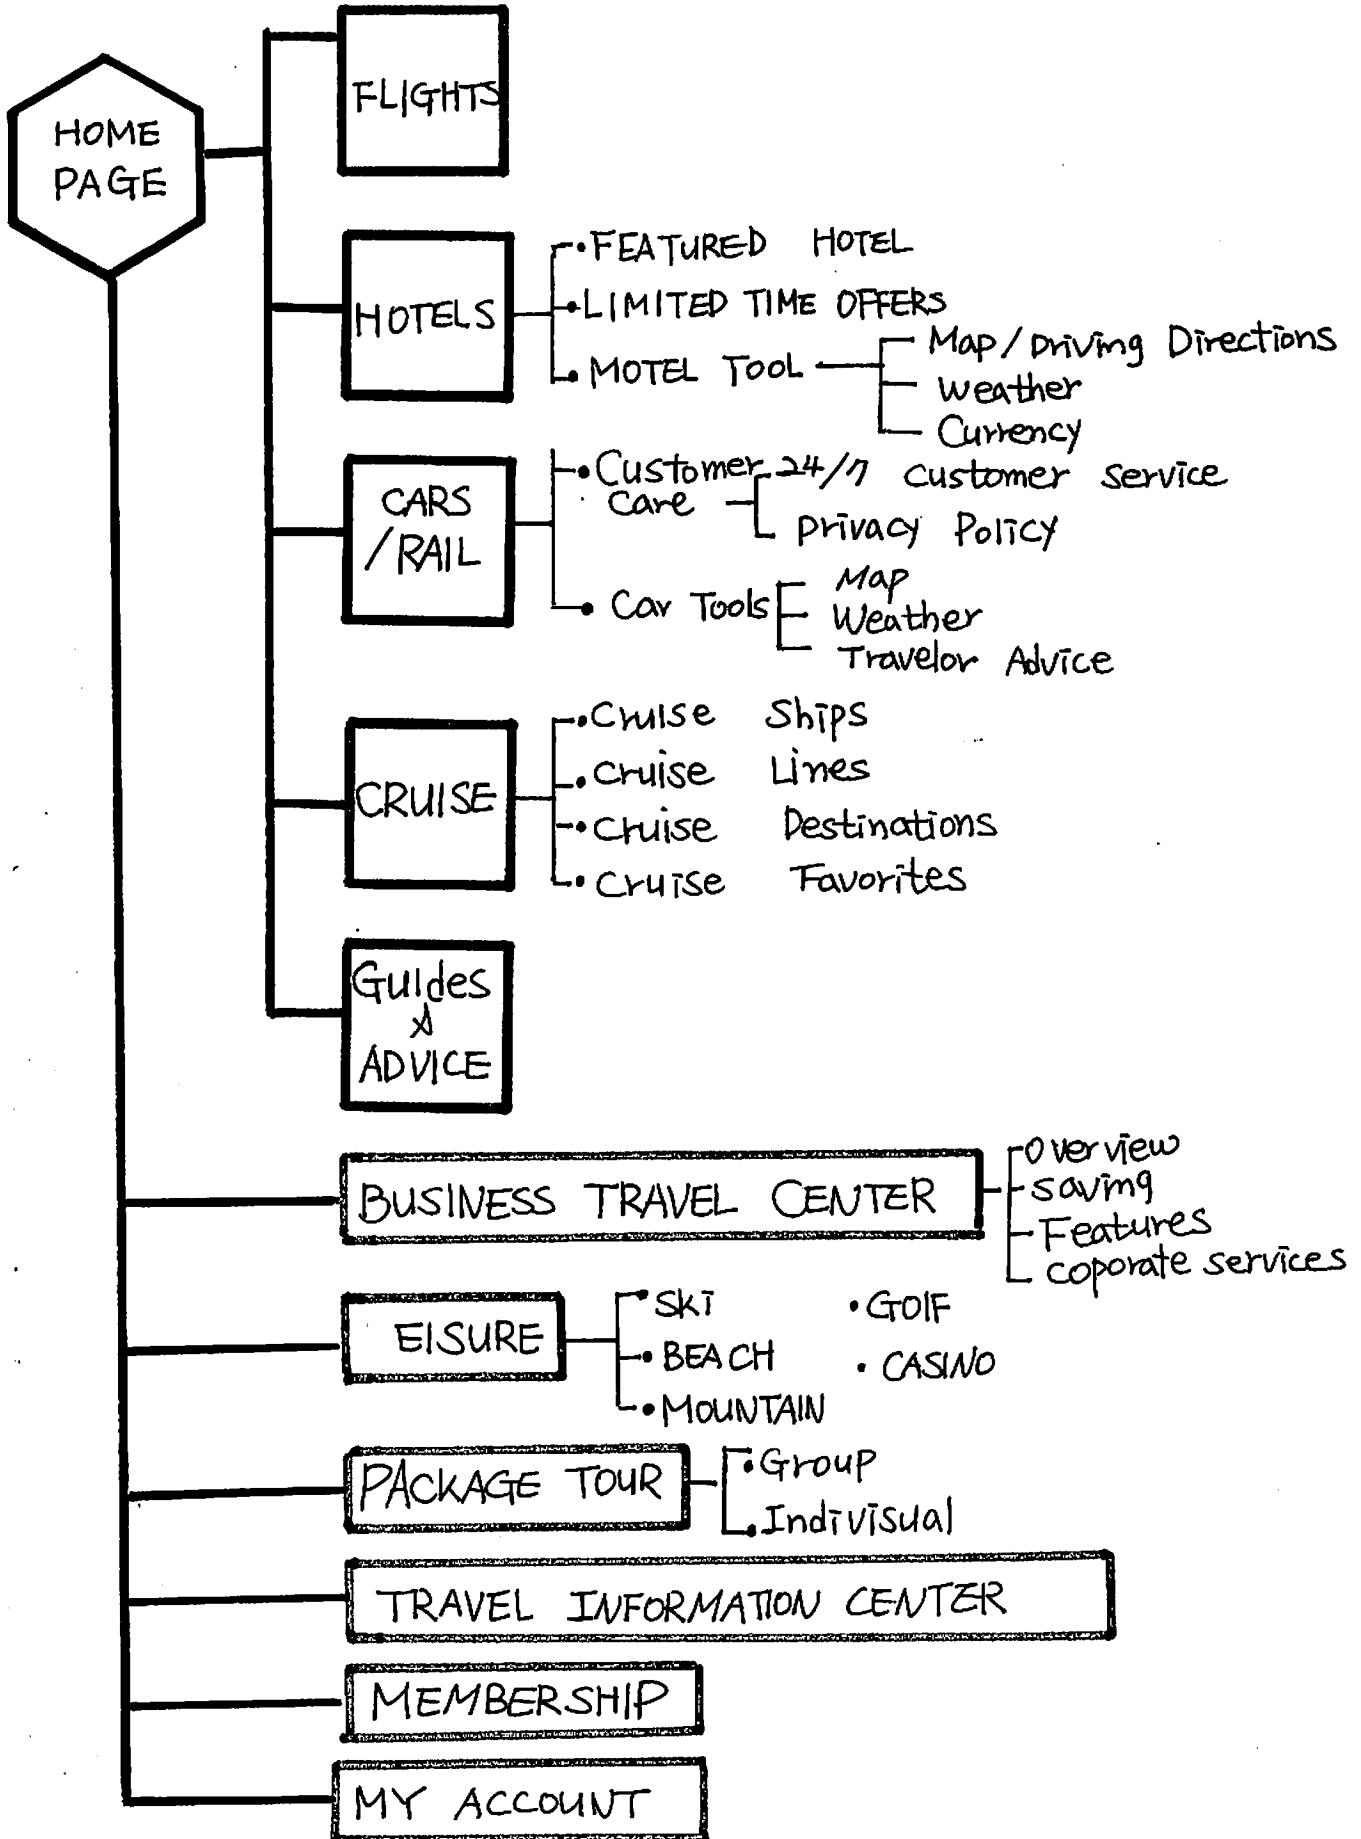 HOME
PAGE
FLIGHTS
HOTELS
• FEATURED HOTEL
• LIMITED TIME OFFERS
• MOTEL TOOL
Map/Driving Directions
Weather
Currency
CARS
/RAIL
• Customer
Care
24/7 Customer Service
Privacy Policy
• Car Tools
Map
Weather
Travelor Advice
CRUISE
• Cruise Ships
• Cruise Lines
• Cruise Destinations
• Cruise Favorites
Guides
&
ADVICE
BUSINESS TRAVEL CENTER
Overview
Saving
Features
Coporate Services
EISURE
• SKI
• BEACH
• MOUNTAIN
• GOlF
• CASINO
PACKAGE TOUR
• Group
• Indivisual
TRAVEL INFORMATION CENTER
MEMBERSHIP
MY ACCOUNT